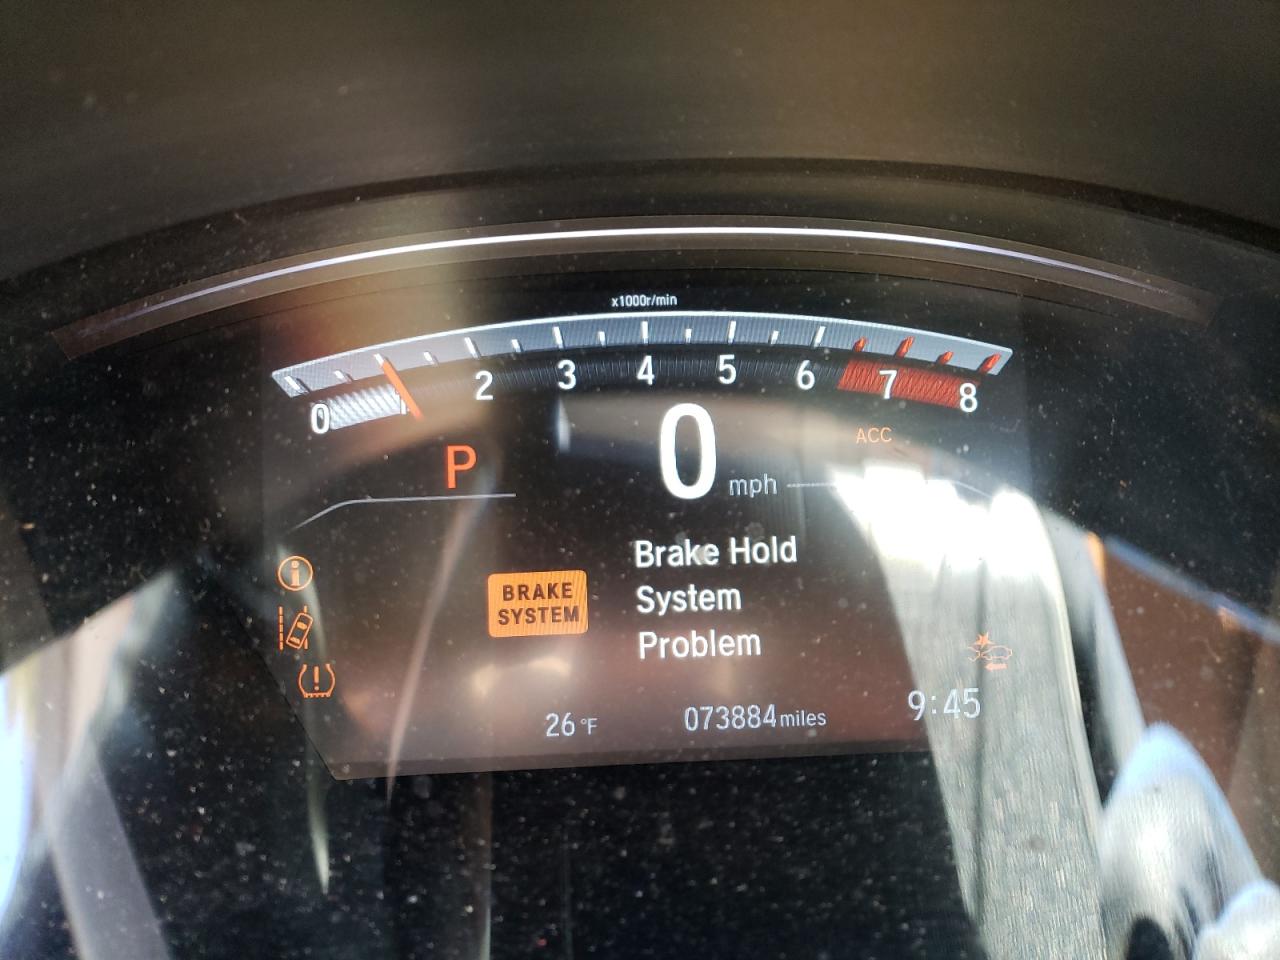 x1000r/min
0 2 3 4 5 6 7 8
P
0 mph
ACC
BRAKE
SYSTEM
Brake Hold
System
Problem
26 °F
073884 miles
9:45